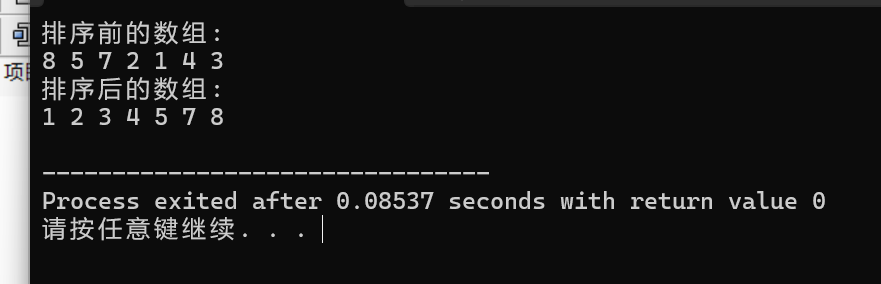 排序前的数组:
8 5 7 2 1 4 3
排序后的数组:
1 2 3 4 5 7 8
--------------------------------
Process exited after 0.08537 seconds with return value 0
请按任意键继续. . .